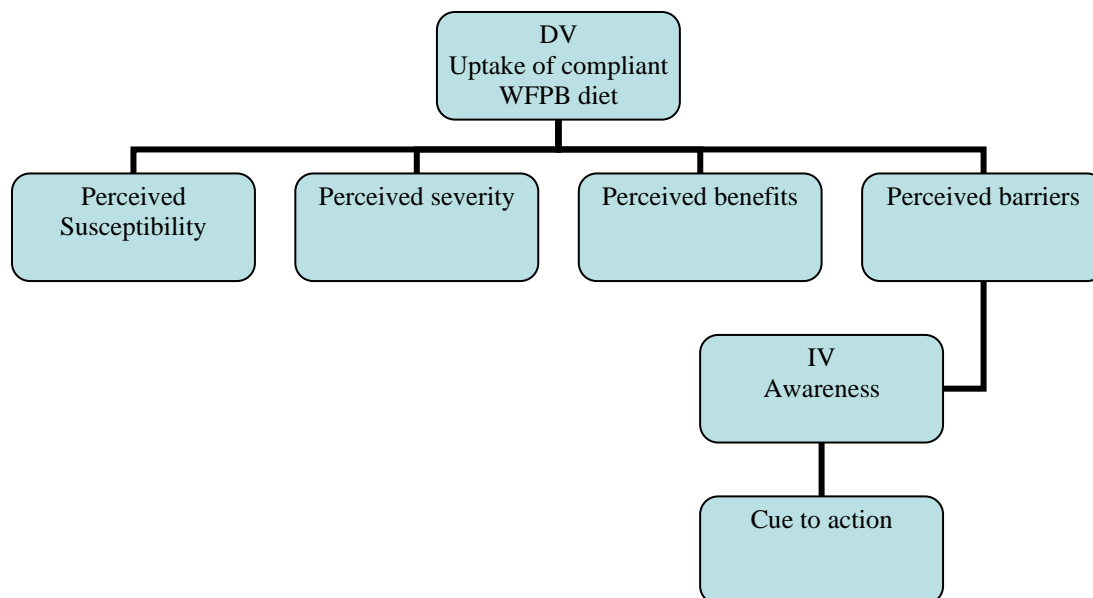 DV
Uptake of compliant
WFPB diet
Perceived
Susceptibility
Perceived severity
Perceived benefits
Perceived barriers
IV
Awareness
Cue to action